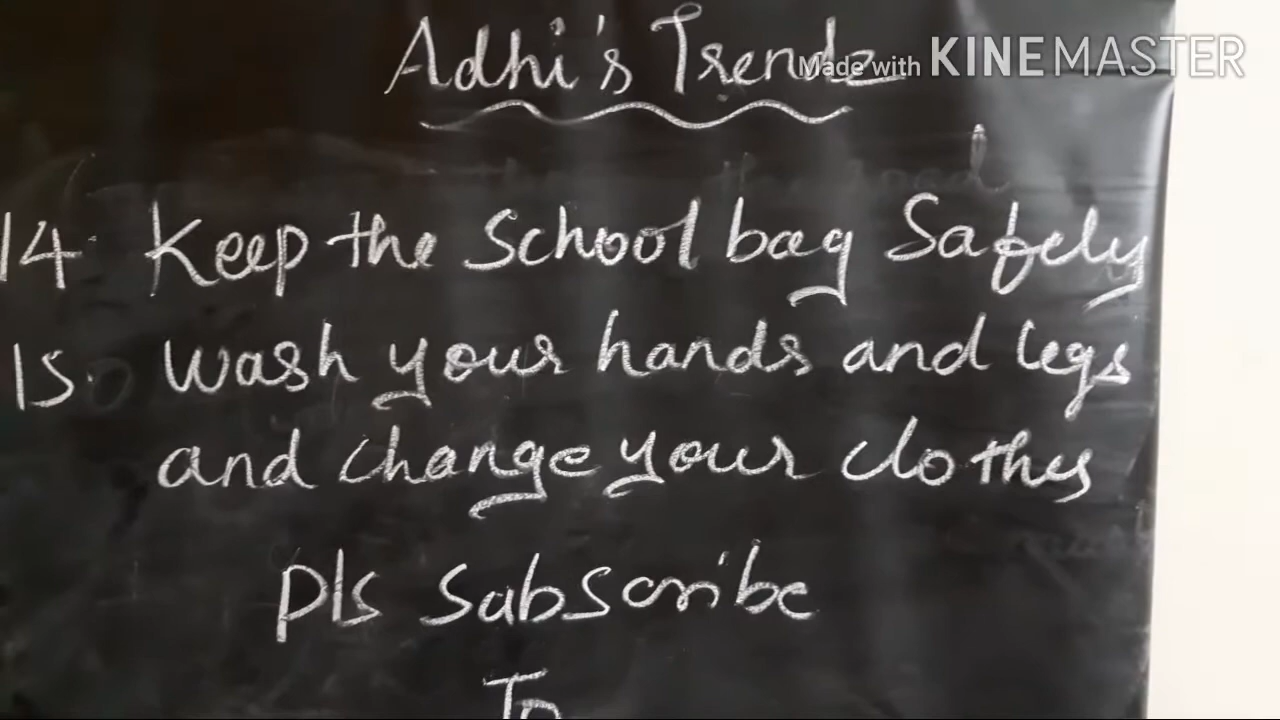 Adhi's Trendz
Made with KINEMASTER
14. Keep the School bag Safely
15. Wash your hands and legs
and change your clothes
Pls Subscribe
To